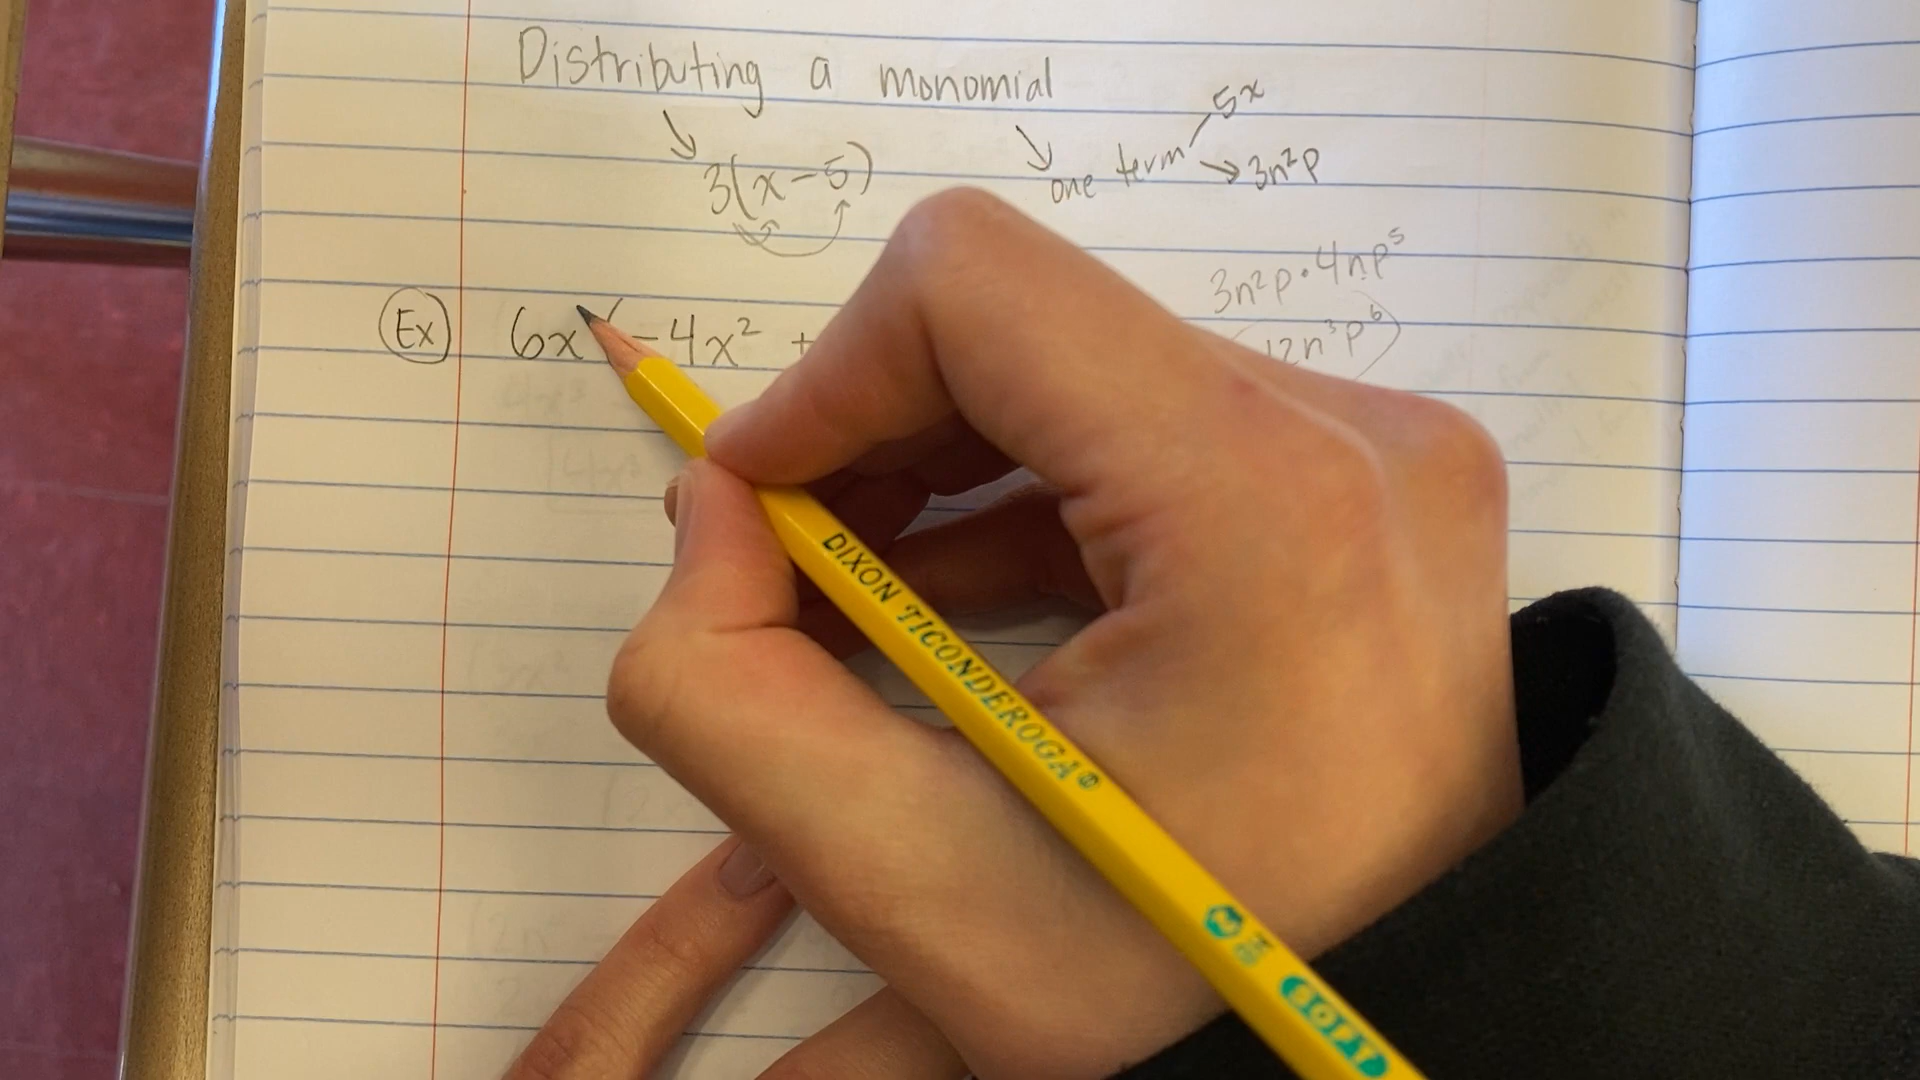 Distributing a monomial
5x
3(x-5)
one term
3n²p
3n²p·4np⁵
12n³p⁶
Ex 6x(-4x² +
DIXON TICONDEROGA®
SOFT